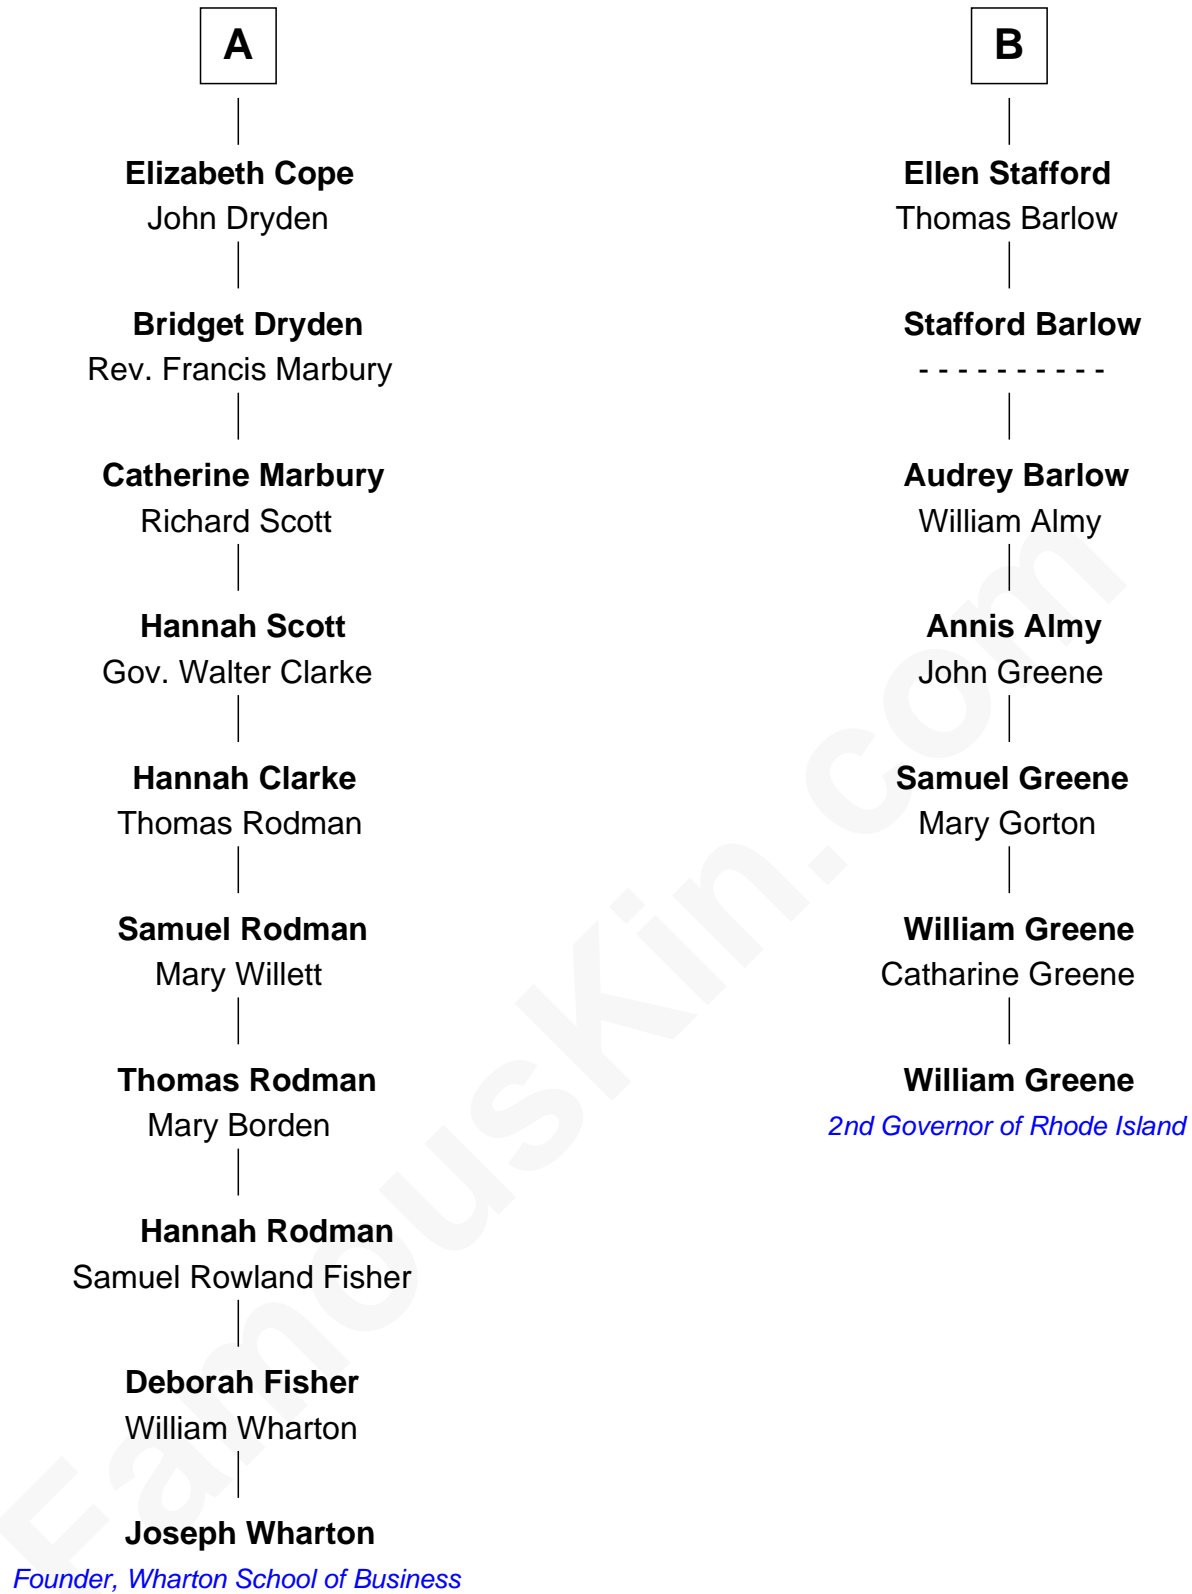 A
Elizabeth Cope
John Dryden
Bridget Dryden
Rev. Francis Marbury
Catherine Marbury
Richard Scott
Hannah Scott
Gov. Walter Clarke
Hannah Clarke
Thomas Rodman
Samuel Rodman
Mary Willett
Thomas Rodman
Mary Borden
Hannah Rodman
Samuel Rowland Fisher
Deborah Fisher
William Wharton
Joseph Wharton
Founder, Wharton School of Business
B
Ellen Stafford
Thomas Barlow
Stafford Barlow
- - - - - - - - - -
Audrey Barlow
William Almy
Annis Almy
John Greene
Samuel Greene
Mary Gorton
William Greene
Catharine Greene
William Greene
2nd Governor of Rhode Island
FamousKin.com